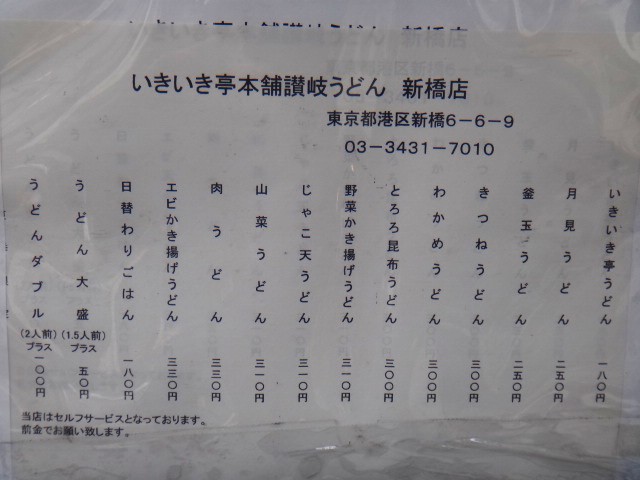 いきいき亭本舗讃岐うどん 新橋店
東京都港区新橋6-6-9
03-3431-7010
いきいき亭うどん 一八〇円
月見うどん 二五〇円
釜玉うどん 二五〇円
きつねうどん 三〇〇円
わかめうどん 三〇〇円
とろろ昆布うどん 三〇〇円
野菜かき揚げうどん 三一〇円
じゃこ天うどん 三一〇円
山菜うどん 三一〇円
肉うどん 三三〇円
エビかき揚げうどん 三三〇円
日替わりごはん 一八〇円
うどん大盛 (1.5人前) プラス 五〇円
うどんダブル (2人前) プラス 一〇〇円
当店はセルフサービスとなっております。
前金でお願い致します。